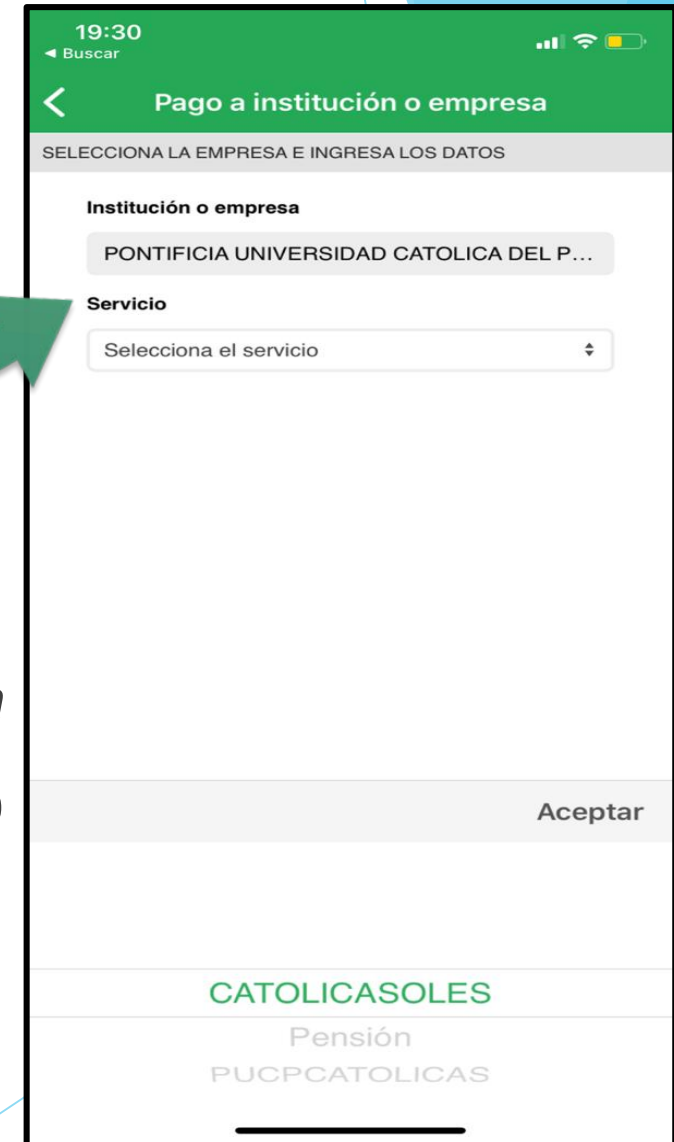 19:30
◄ Buscar
Pago a institución o empresa
SELECCIONA LA EMPRESA E INGRESA LOS DATOS
Institución o empresa
PONTIFICIA UNIVERSIDAD CATOLICA DEL P...
Servicio
Selecciona el servicio
Aceptar
CATOLICASOLES
Pensión
PUCPCATOLICAS